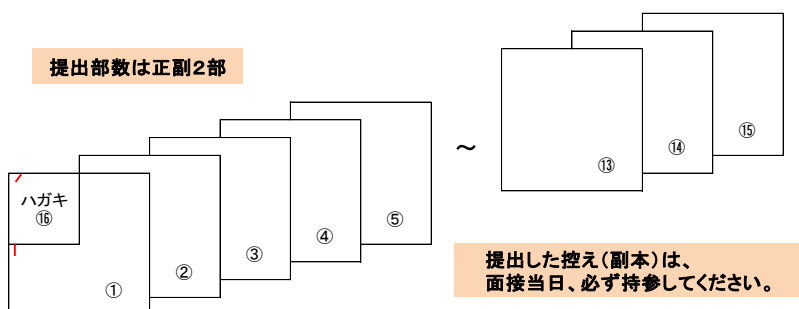 提出部数は正副2部
ハガキ
⑯
①
②
③
④
⑤
～
⑬
⑭
⑮
提出した控え(副本)は、
面接当日、必ず持参してください。